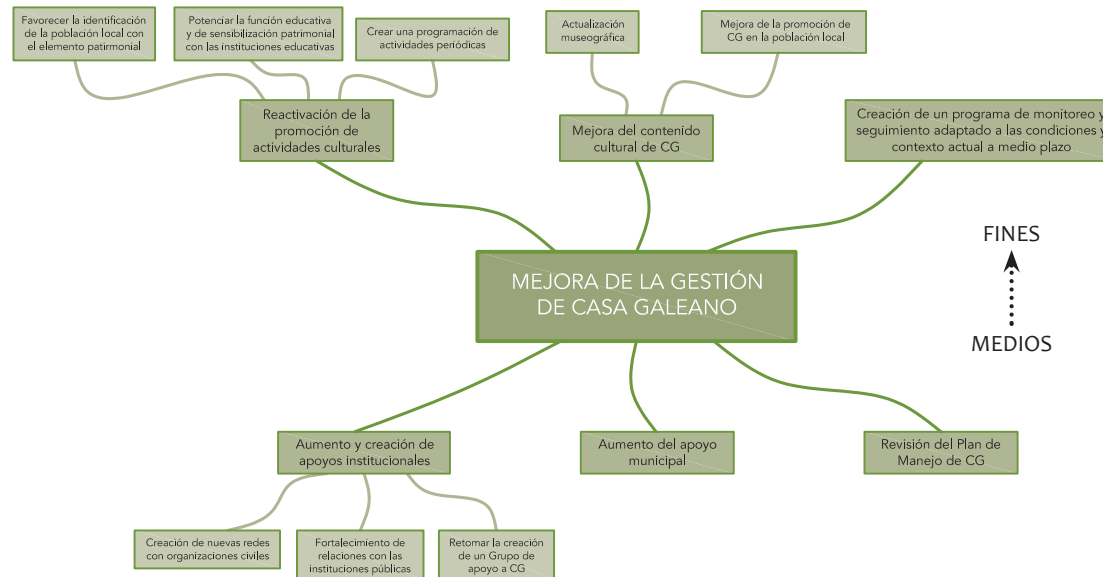 Favorecer la identificación
de la población local con
el elemento patirmonial
Potenciar la función educativa
y de sensibilización patrimonial
con las instituciones educativas
Crear una programación de
actividades periódicas
Actualización
museográfica
Mejora de la promoción de
CG en la población local
Reactivación de la
promoción de
actividades culturales
Mejora del contenido
cultural de CG
Creación de un programa de monitoreo y
seguimiento adaptado a las condiciones y
contexto actual a medio plazo
FINES
MEDIOS
MEJORA DE LA GESTIÓN
DE CASA GALEANO
Aumento y creación de
apoyos institucionales
Aumento del apoyo
municipal
Revisión del Plan de
Manejo de CG
Creación de nuevas redes
con organizaciones civiles
Fortalecimiento de
relaciones con las
instituciones públicas
Retomar la creación
de un Grupo de
apoyo a CG